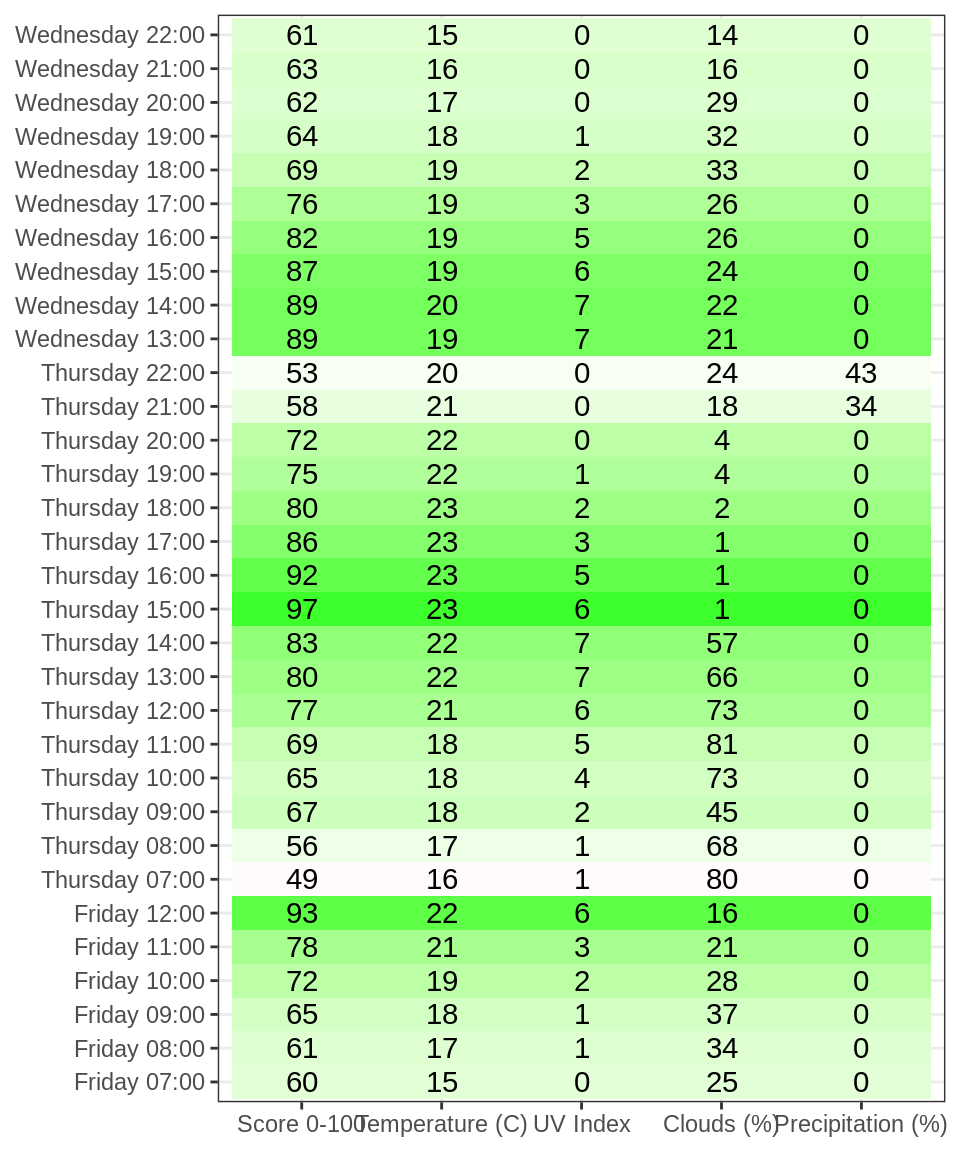 Wednesday 22:00 61 15 0 14 0
Wednesday 21:00 63 16 0 16 0
Wednesday 20:00 62 17 0 29 0
Wednesday 19:00 64 18 1 32 0
Wednesday 18:00 69 19 2 33 0
Wednesday 17:00 76 19 3 26 0
Wednesday 16:00 82 19 5 26 0
Wednesday 15:00 87 19 6 24 0
Wednesday 14:00 89 20 7 22 0
Wednesday 13:00 89 19 7 21 0
Thursday 22:00 53 20 0 24 43
Thursday 21:00 58 21 0 18 34
Thursday 20:00 72 22 0 4 0
Thursday 19:00 75 22 1 4 0
Thursday 18:00 80 23 2 2 0
Thursday 17:00 86 23 3 1 0
Thursday 16:00 92 23 5 1 0
Thursday 15:00 97 23 6 1 0
Thursday 14:00 83 22 7 57 0
Thursday 13:00 80 22 7 66 0
Thursday 12:00 77 21 6 73 0
Thursday 11:00 69 18 5 81 0
Thursday 10:00 65 18 4 73 0
Thursday 09:00 67 18 2 45 0
Thursday 08:00 56 17 1 68 0
Thursday 07:00 49 16 1 80 0
Friday 12:00 93 22 6 16 0
Friday 11:00 78 21 3 21 0
Friday 10:00 72 19 2 28 0
Friday 09:00 65 18 1 37 0
Friday 08:00 61 17 1 34 0
Friday 07:00 60 15 0 25 0
Score 0-100 Temperature (C) UV Index Clouds (%) Precipitation (%)